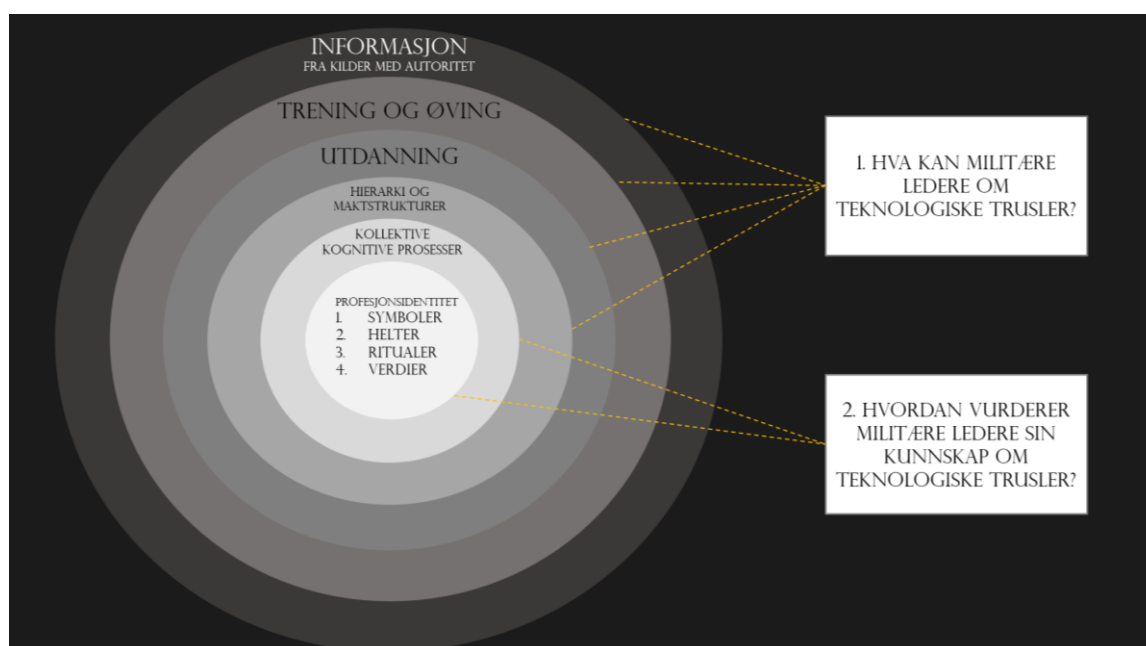 INFORMASJON
FRA KILDER MED AUTORITET
TRENING OG ØVING
UTDANNING
HIERARKI OG
MAKTSTRUKTURER
KOLLEKTIVE
KOGNITIVE PROSESSER
PROFESJONSIDENTITET
1. SYMBOLER
2. HELTER
3. RITUALER
4. VERDIER
1. HVA KAN MILITÆRE
LEDERE OM
TEKNOLOGISKE TRUSLER?
2. HVORDAN VURDERER
MILITÆRE LEDERE SIN
KUNNSKAP OM
TEKNOLOGISKE TRUSLER?